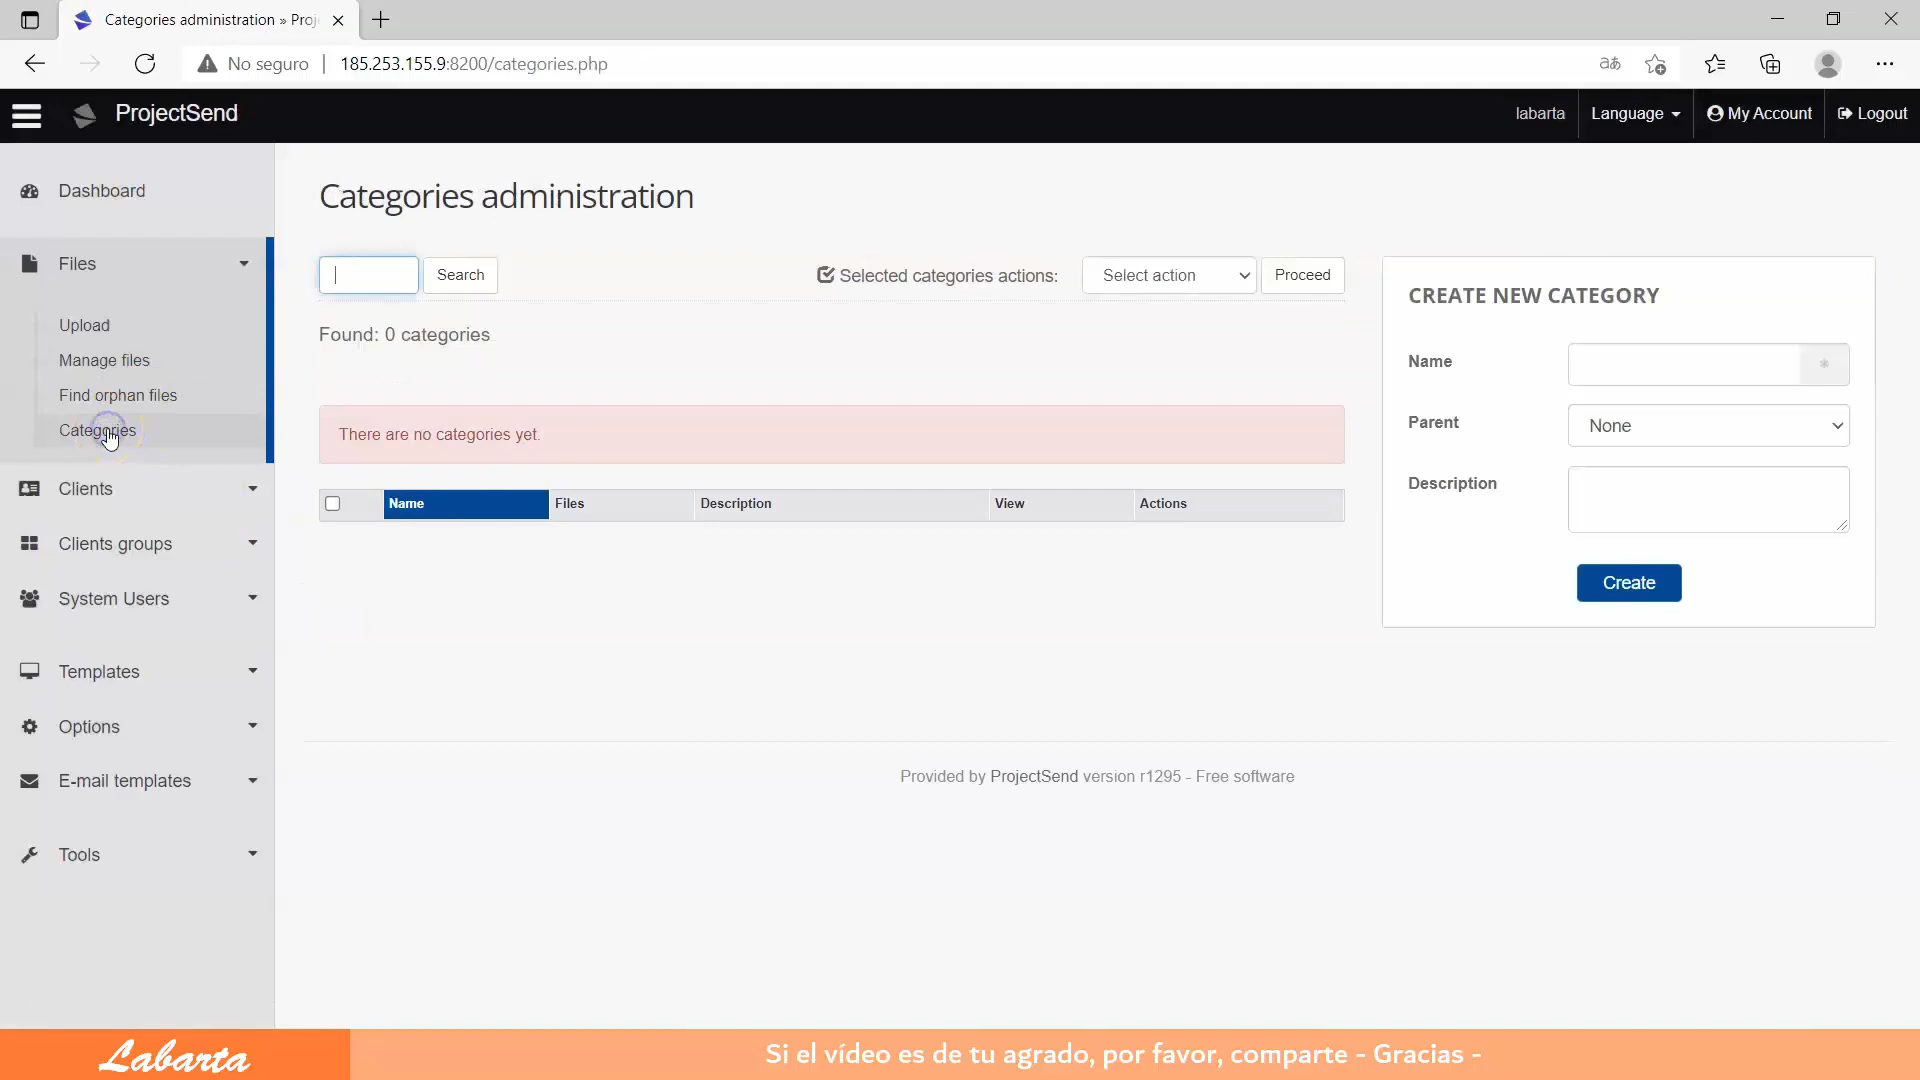 Categories administration » Proj
No seguro | 185.253.155.9:8200/categories.php
ProjectSend
labarta
Language
My Account
Logout
Dashboard
Files
Upload
Manage files
Find orphan files
Categories
Clients
Clients groups
System Users
Templates
Options
E-mail templates
Tools
Categories administration
Search
Selected categories actions:
Select action
Proceed
Found: 0 categories
There are no categories yet.
Name Files Description View Actions
CREATE NEW CATEGORY
Name
Parent
None
Description
Create
Provided by ProjectSend version r1295 - Free software
Labarta
Si el vídeo es de tu agrado, por favor, comparte - Gracias -